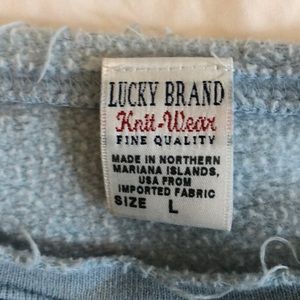 LUCKY BRAND
Knit-Wear
FINE QUALITY
MADE IN NORTHERN
MARIANA ISLANDS,
USA FROM
IMPORTED FABRIC
SIZE L